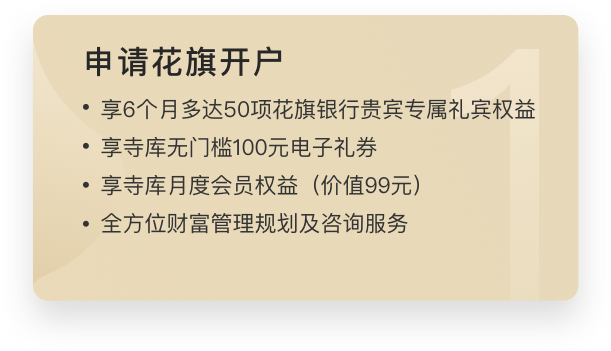 申请花旗开户
• 享6个月多达50项花旗银行贵宾专属礼宾权益
• 享寺库无门槛100元电子礼券
• 享寺库月度会员权益（价值99元）
• 全方位财富管理规划及咨询服务
1